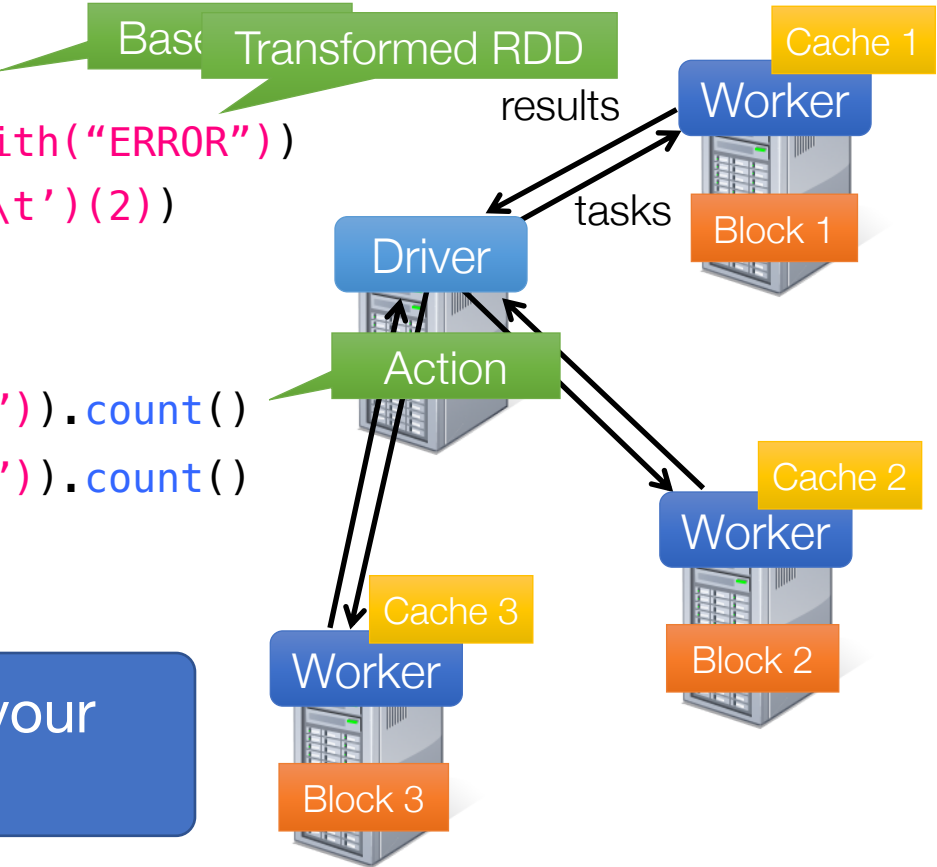 Base
Transformed RDD
Cache 1
Worker
results
ith(“ERROR”))
\t’)(2))
tasks
Block 1
Driver
Action
’)).count()
’)).count()
Cache 2
Worker
Cache 3
Worker
Block 2
your
Block 3